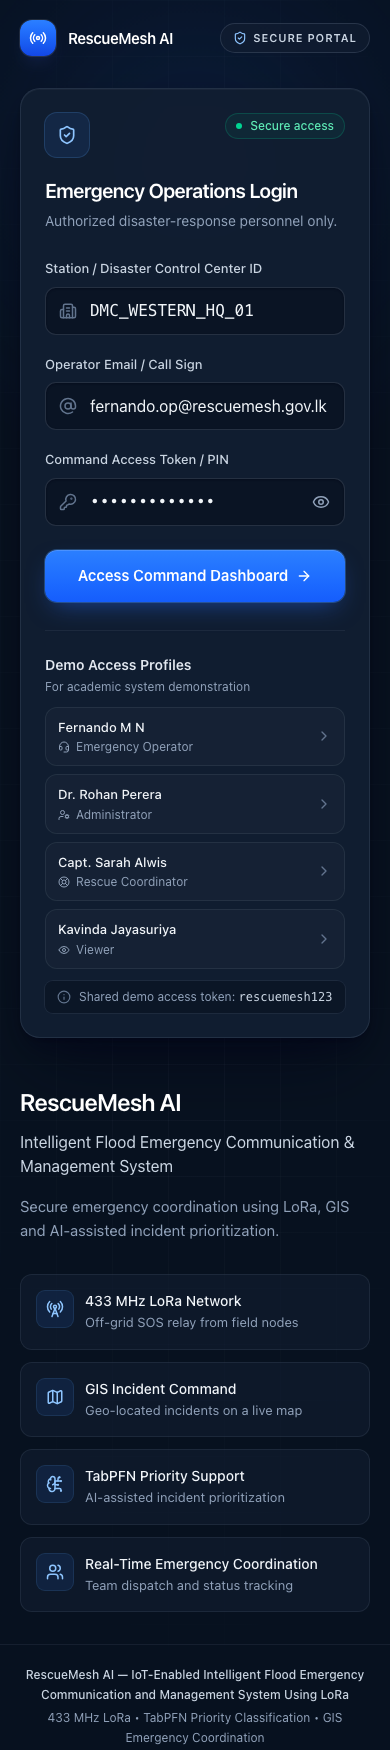 RescueMesh AI
SECURE PORTAL
Secure access
Emergency Operations Login
Authorized disaster-response personnel only.
Station / Disaster Control Center ID
DMC_WESTERN_HQ_01
Operator Email / Call Sign
fernando.op@rescuemesh.gov.lk
Command Access Token / PIN
•••••••••••••
Access Command Dashboard →
Demo Access Profiles
For academic system demonstration
Fernando M N
Emergency Operator
Dr. Rohan Perera
Administrator
Capt. Sarah Alwis
Rescue Coordinator
Kavinda Jayasuriya
Viewer
Shared demo access token: rescuemesh123
RescueMesh AI
Intelligent Flood Emergency Communication &
Management System
Secure emergency coordination using LoRa, GIS
and AI-assisted incident prioritization.
433 MHz LoRa Network
Off-grid SOS relay from field nodes
GIS Incident Command
Geo-located incidents on a live map
TabPFN Priority Support
AI-assisted incident prioritization
Real-Time Emergency Coordination
Team dispatch and status tracking
RescueMesh AI — IoT-Enabled Intelligent Flood Emergency
Communication and Management System Using LoRa
433 MHz LoRa • TabPFN Priority Classification • GIS
Emergency Coordination